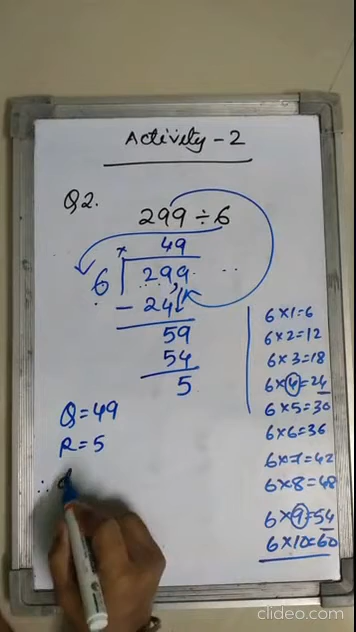 Activity - 2
Q2.
299 ÷ 6
× 49
6 299
- 24↓
59
54
5
Q=49
R=5
6×1=6
6×2=12
6×3=18
6×4=24
6×5=30
6×6=36
6×7=42
6×8=48
6×9=54
6×10=60
clideo.com